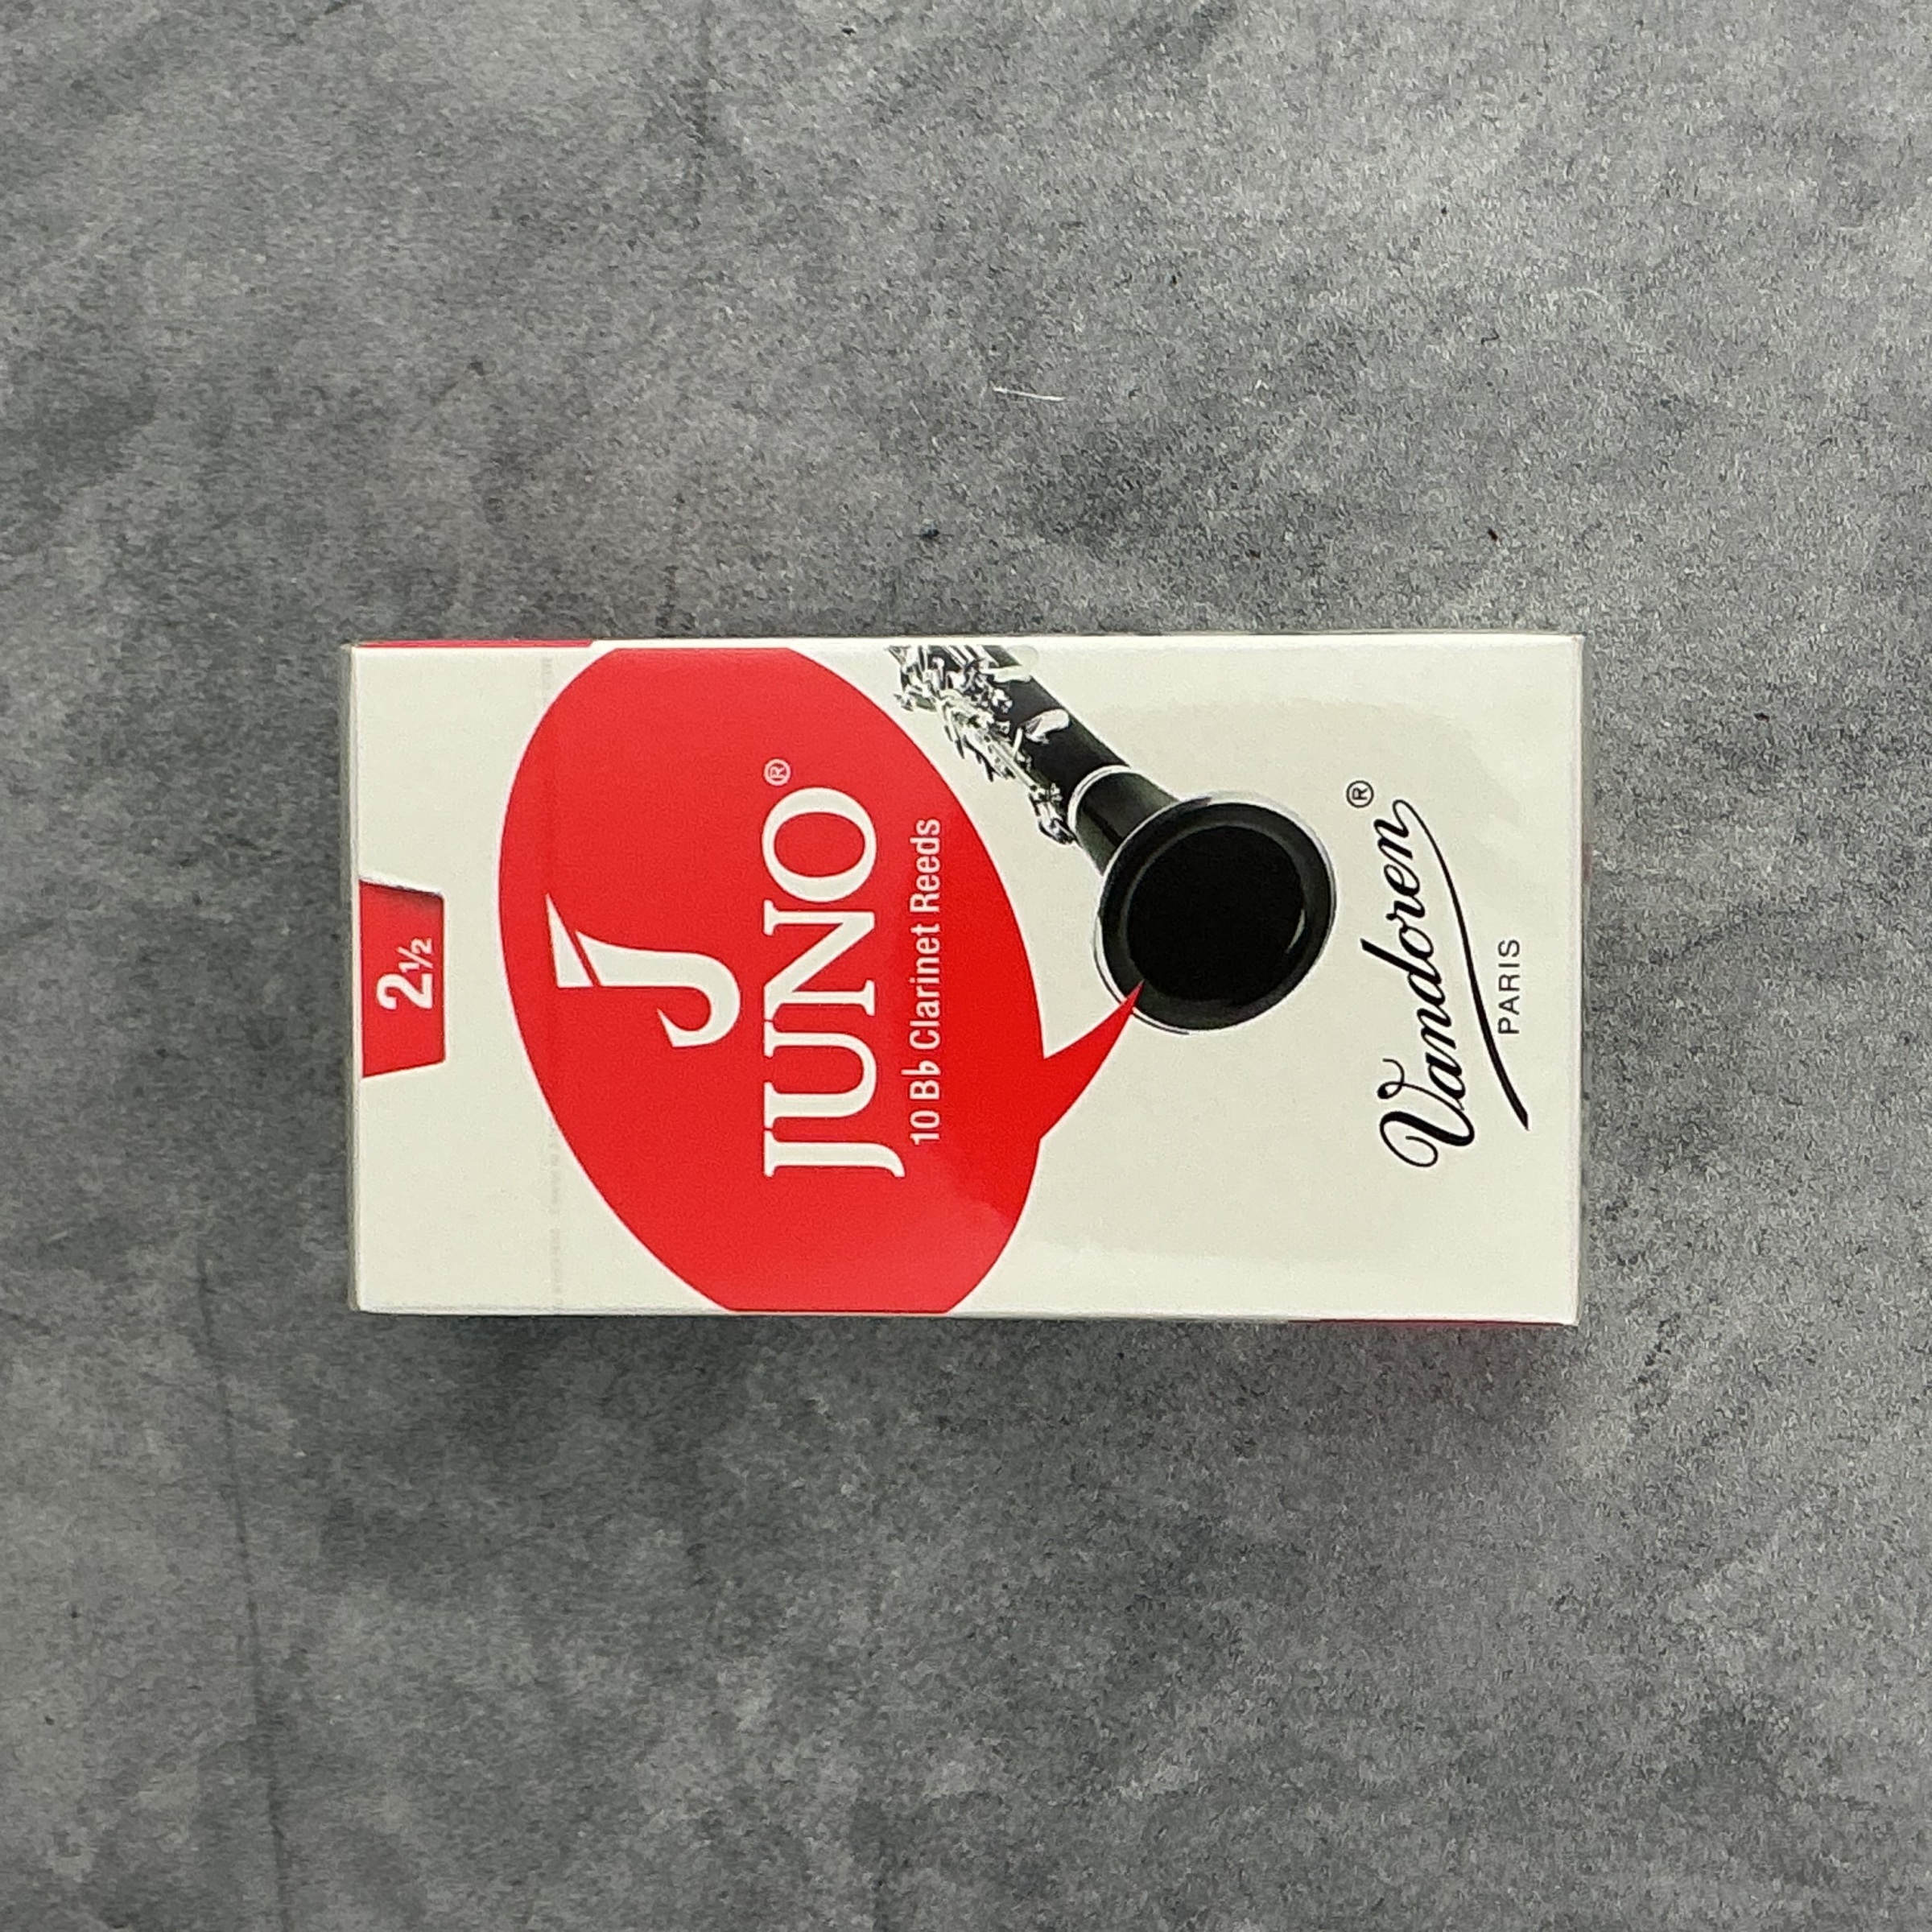 2½
J
JUNO®
10 B♭ Clarinet Reeds
Vandoren®
PARIS